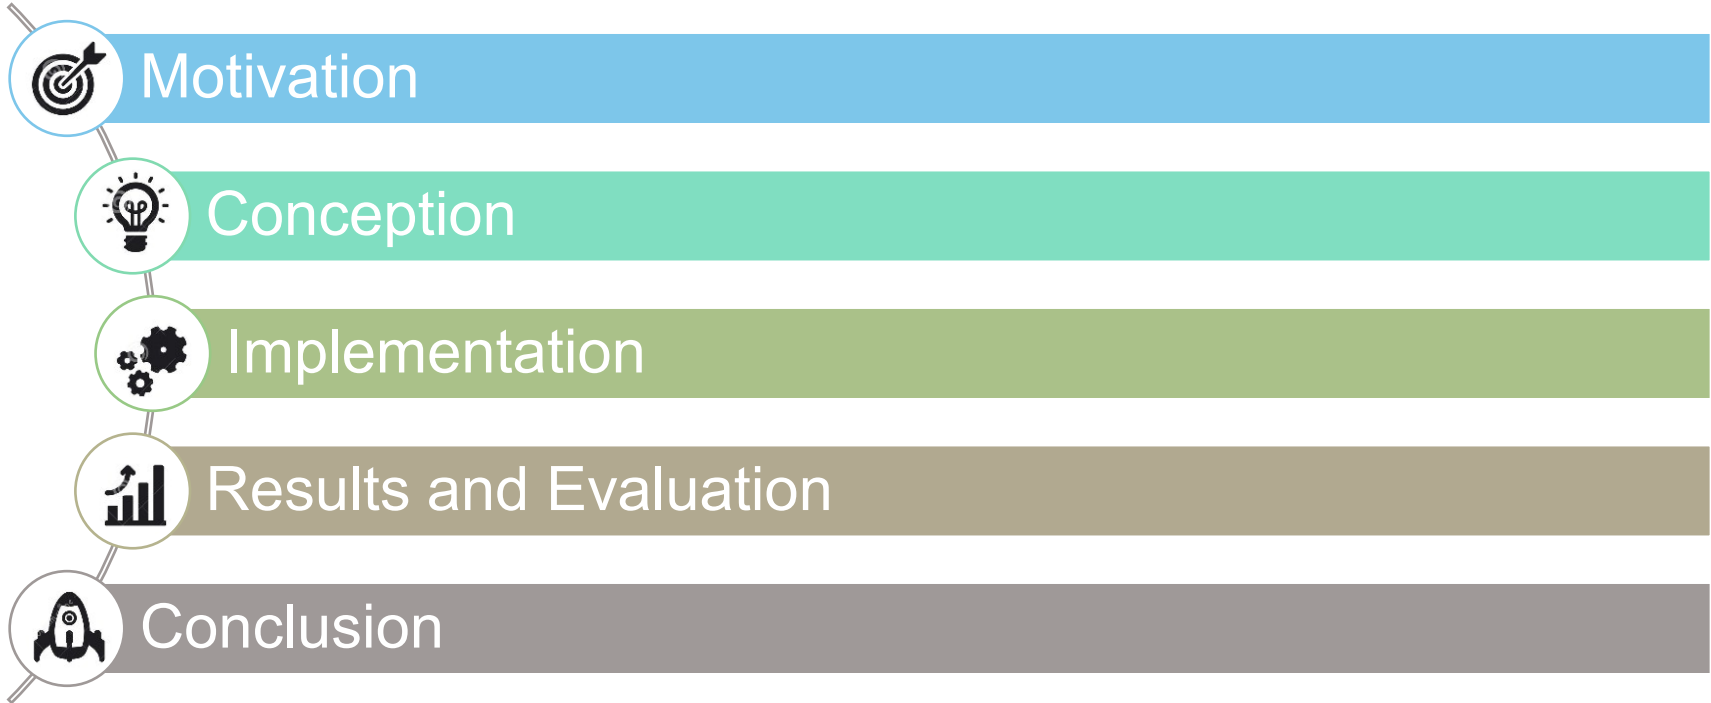 Motivation
Conception
Implementation
Results and Evaluation
Conclusion